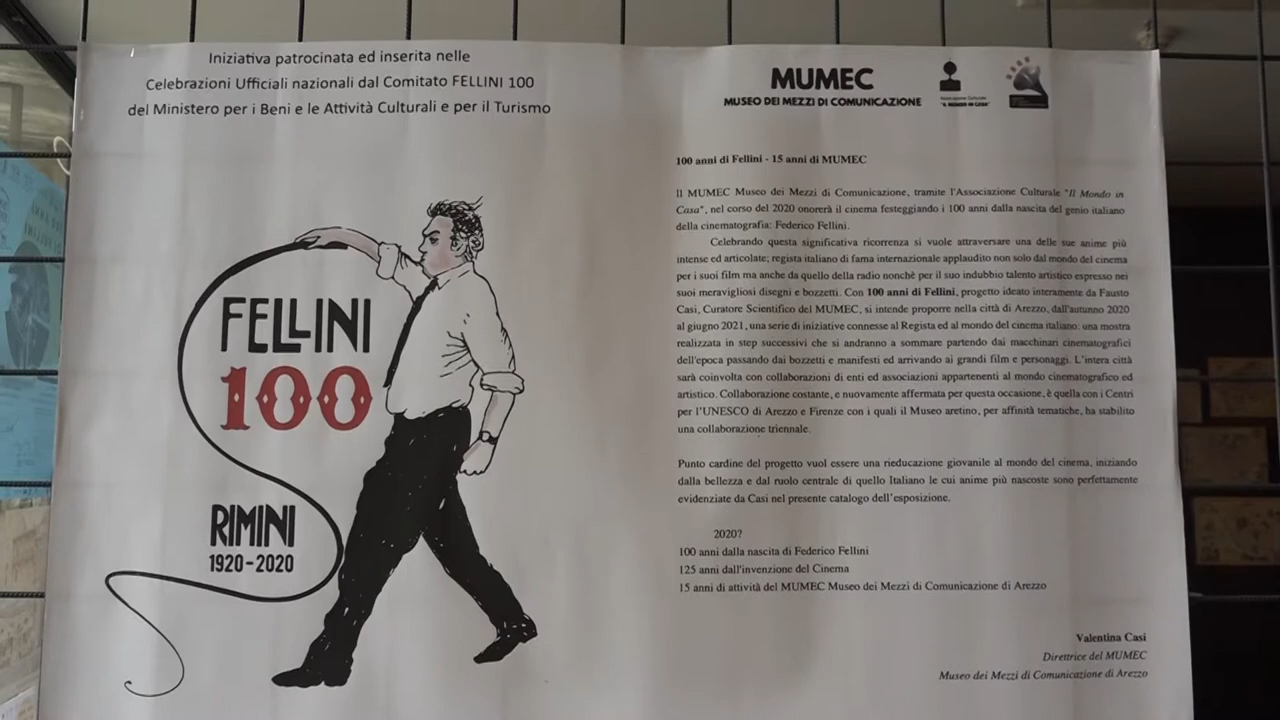 Iniziativa patrocinata ed inserita nelle
Celebrazioni Ufficiali nazionali dal Comitato FELLINI 100
del Ministero per i Beni e le Attività Culturali e per il Turismo
FELLINI
100
RIMINI
1920-2020
MUMEC
MUSEO DEI MEZZI DI COMUNICAZIONE
Associazione Culturale
"IL MONDO IN CASA"
100 anni di Fellini - 15 anni di MUMEC
Il MUMEC Museo dei Mezzi di Comunicazione, tramite l'Associazione Culturale "Il Mondo in
Casa", nel corso del 2020 onorerà il cinema festeggiando i 100 anni dalla nascita del genio italiano
della cinematografia: Federico Fellini.
Celebrando questa significativa ricorrenza si vuole attraversare una delle sue anime più
intense ed articolate; regista italiano di fama internazionale applaudito non solo dal mondo del cinema
per i suoi film ma anche da quello della radio nonchè per il suo indubbio talento artistico espresso nei
suoi meravigliosi disegni e bozzetti. Con 100 anni di Fellini, progetto ideato interamente da Fausto
Casi, Curatore Scientifico del MUMEC, si intende proporre nella città di Arezzo, dall'autunno 2020
al giugno 2021, una serie di iniziative connesse al Regista ed al mondo del cinema italiano: una mostra
realizzata in step successivi che si andranno a sommare partendo dai macchinari cinematografici
dell'epoca passando dai bozzetti e manifesti ed arrivando ai grandi film e personaggi. L'intera città
sarà coinvolta con collaborazioni di enti ed associazioni appartenenti al mondo cinematografico ed
artistico. Collaborazione costante, e nuovamente affermata per questa occasione, è quella con i Centri
per l'UNESCO di Arezzo e Firenze con i quali il Museo aretino, per affinità tematiche, ha stabilito
una collaborazione triennale.
Punto cardine del progetto vuol essere una rieducazione giovanile al mondo del cinema, iniziando
dalla bellezza e dal ruolo centrale di quello Italiano le cui anime più nascoste sono perfettamente
evidenziate da Casi nel presente catalogo dell'esposizione.
2020?
100 anni dalla nascita di Federico Fellini
125 anni dall'invenzione del Cinema
15 anni di attività del MUMEC Museo dei Mezzi di Comunicazione di Arezzo
Valentina Casi
Direttrice del MUMEC
Museo dei Mezzi di Comunicazione di Arezzo